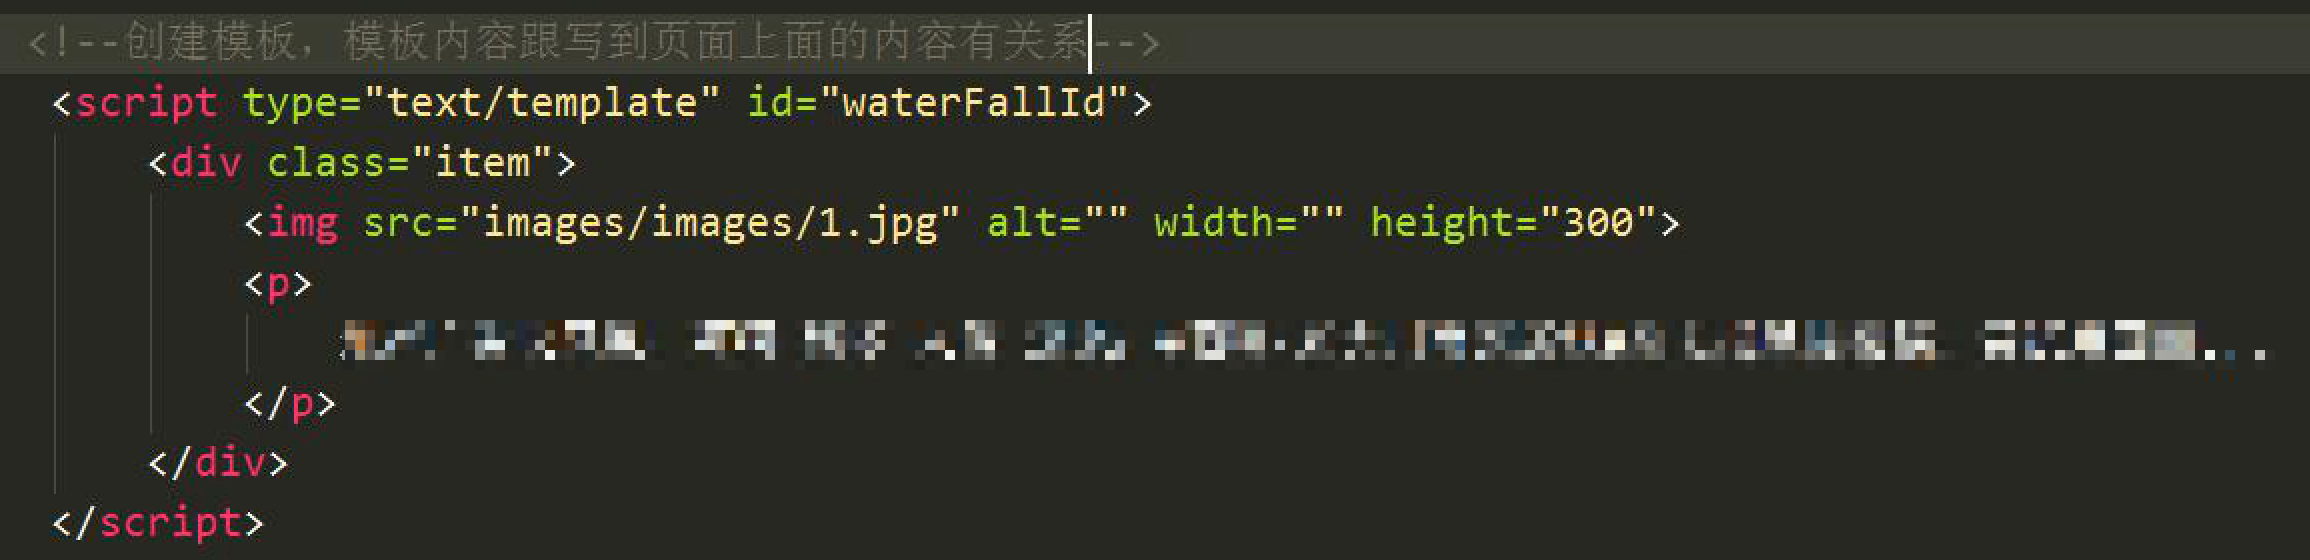 <!--创建模板，模板内容跟写到页面上面的内容有关系-->
<script type="text/template" id="waterFallId">
<div class="item">
<img src="images/images/1.jpg" alt="" width="" height="300">
<p>
...
</p>
</div>
</script>